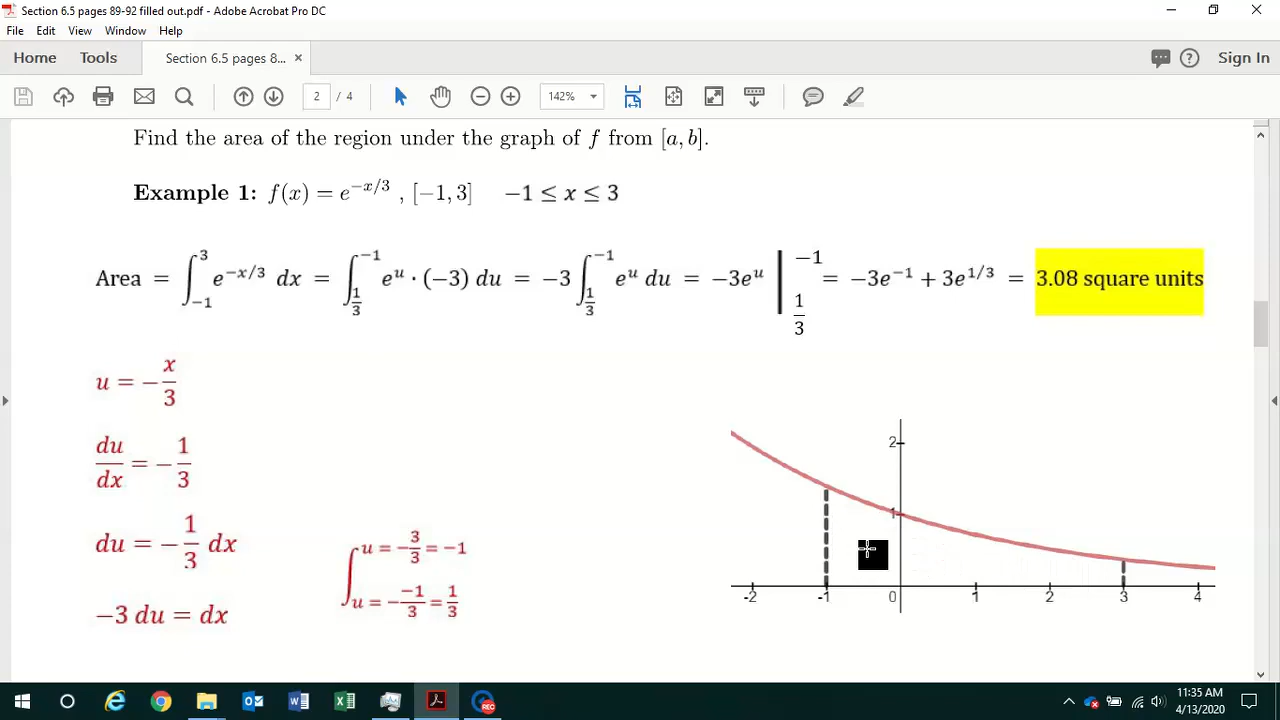 Section 6.5 pages 89-92 filled out.pdf - Adobe Acrobat Pro DC
File Edit View Window Help
Home Tools Section 6.5 pages 8... × Sign In
2 / 4 142%
Find the area of the region under the graph of f from [a, b].
Example 1: f(x) = e^{-x/3} , [−1, 3] −1 ≤ x ≤ 3
Area = ∫_{-1}^{3} e^{-x/3} dx = ∫_{1/3}^{-1} e^u · (−3) du = −3 ∫_{1/3}^{-1} e^u du = −3e^u |_{1/3}^{-1} = −3e^{-1} + 3e^{1/3} = 3.08 square units
u = − x/3
du/dx = − 1/3
du = − 1/3 dx
−3 du = dx
∫_{u = − −1/3 = 1/3}^{u = − 3/3 = −1}
2
1
-2 -1 0 1 2 3 4
REC
11:35 AM
4/13/2020